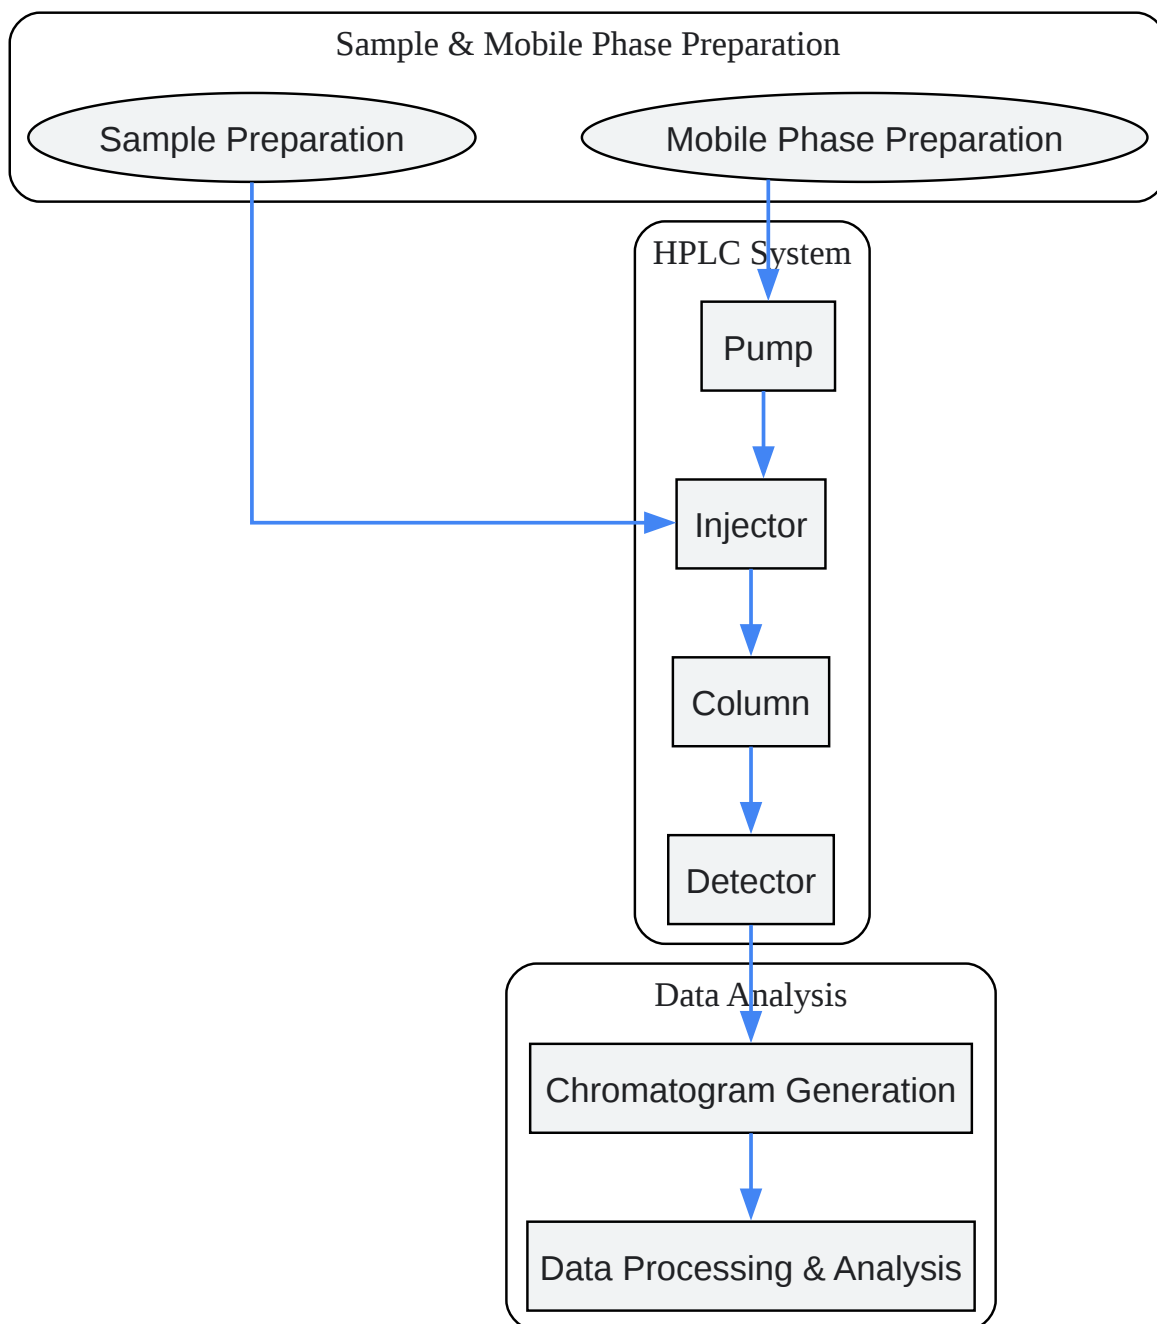 Sample & Mobile Phase Preparation
Sample Preparation
Mobile Phase Preparation
HPLC System
Pump
Injector
Column
Detector
Data Analysis
Chromatogram Generation
Data Processing & Analysis